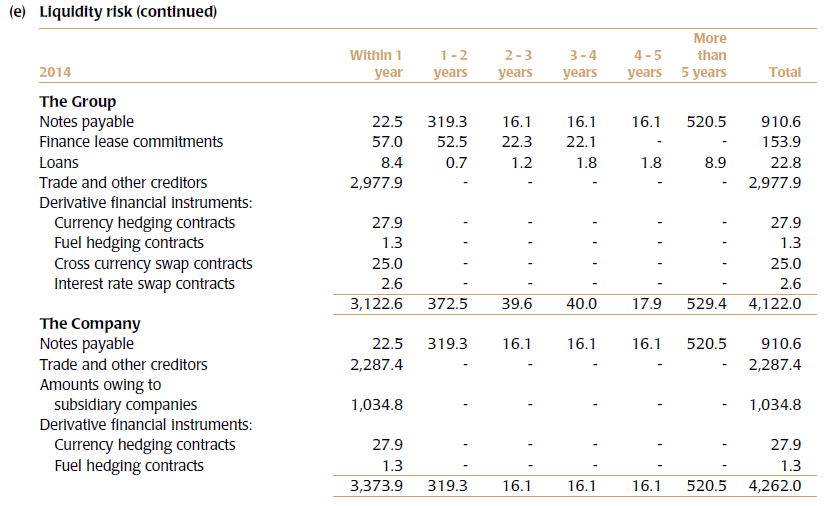 (e) Liquidity risk (continued)
More
Within 1 1 - 2 2 - 3 3 - 4 4 - 5 than
2014 year years years years years 5 years Total
The Group
Notes payable 22.5 319.3 16.1 16.1 16.1 520.5 910.6
Finance lease commitments 57.0 52.5 22.3 22.1 - - 153.9
Loans 8.4 0.7 1.2 1.8 1.8 8.9 22.8
Trade and other creditors 2,977.9 - - - - - 2,977.9
Derivative financial instruments:
Currency hedging contracts 27.9 - - - - - 27.9
Fuel hedging contracts 1.3 - - - - - 1.3
Cross currency swap contracts 25.0 - - - - - 25.0
Interest rate swap contracts 2.6 - - - - - 2.6
3,122.6 372.5 39.6 40.0 17.9 529.4 4,122.0
The Company
Notes payable 22.5 319.3 16.1 16.1 16.1 520.5 910.6
Trade and other creditors 2,287.4 - - - - - 2,287.4
Amounts owing to
subsidiary companies 1,034.8 - - - - - 1,034.8
Derivative financial instruments:
Currency hedging contracts 27.9 - - - - - 27.9
Fuel hedging contracts 1.3 - - - - - 1.3
3,373.9 319.3 16.1 16.1 16.1 520.5 4,262.0